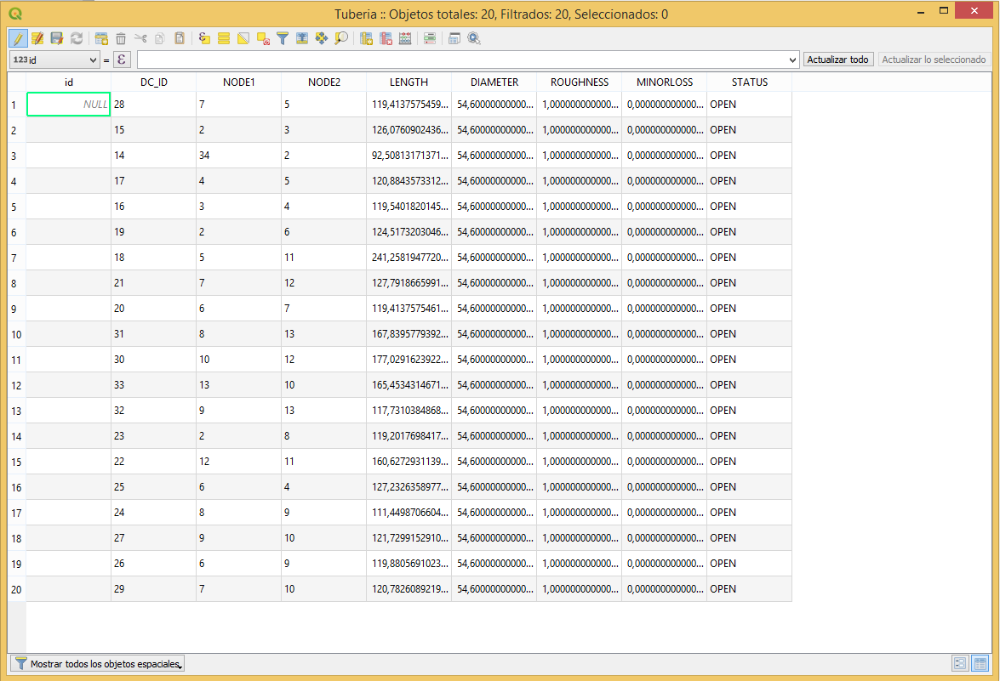 Tuberia :: Objetos totales: 20, Filtrados: 20, Seleccionados: 0
123 id = ε Actualizar todo Actualizar lo seleccionado
id DC_ID NODE1 NODE2 LENGTH DIAMETER ROUGHNESS MINORLOSS STATUS
1 NULL 28 7 5 119,4137575459... 54,60000000000... 1,000000000000... 0,000000000000... OPEN
2 15 2 3 126,0760902436... 54,60000000000... 1,000000000000... 0,000000000000... OPEN
3 14 34 2 92,50813171371... 54,60000000000... 1,000000000000... 0,000000000000... OPEN
4 17 4 5 120,8843573312... 54,60000000000... 1,000000000000... 0,000000000000... OPEN
5 16 3 4 119,5401820145... 54,60000000000... 1,000000000000... 0,000000000000... OPEN
6 19 2 6 124,5173203046... 54,60000000000... 1,000000000000... 0,000000000000... OPEN
7 18 5 11 241,2581947720... 54,60000000000... 1,000000000000... 0,000000000000... OPEN
8 21 7 12 127,7918665991... 54,60000000000... 1,000000000000... 0,000000000000... OPEN
9 20 6 7 119,4137575461... 54,60000000000... 1,000000000000... 0,000000000000... OPEN
10 31 8 13 167,8395779392... 54,60000000000... 1,000000000000... 0,000000000000... OPEN
11 30 10 12 177,0291623922... 54,60000000000... 1,000000000000... 0,000000000000... OPEN
12 33 13 10 165,4534314671... 54,60000000000... 1,000000000000... 0,000000000000... OPEN
13 32 9 13 117,7310384868... 54,60000000000... 1,000000000000... 0,000000000000... OPEN
14 23 2 8 119,2017698417... 54,60000000000... 1,000000000000... 0,000000000000... OPEN
15 22 12 11 160,6272931139... 54,60000000000... 1,000000000000... 0,000000000000... OPEN
16 25 6 4 127,2326358977... 54,60000000000... 1,000000000000... 0,000000000000... OPEN
17 24 8 9 111,4498706604... 54,60000000000... 1,000000000000... 0,000000000000... OPEN
18 27 9 10 121,7299152910... 54,60000000000... 1,000000000000... 0,000000000000... OPEN
19 26 6 9 119,8805691023... 54,60000000000... 1,000000000000... 0,000000000000... OPEN
20 29 7 10 120,7826089219... 54,60000000000... 1,000000000000... 0,000000000000... OPEN
Mostrar todos los objetos espaciales